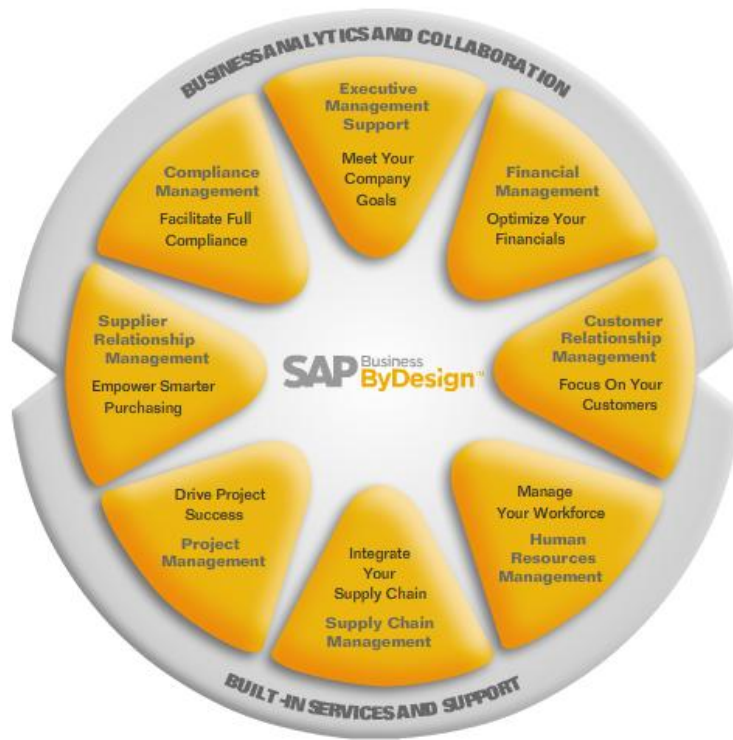 BUSINESS ANALYTICS AND COLLABORATION
Executive
Management
Support
Meet Your
Company
Goals
Financial
Management
Optimize Your
Financials
Customer
Relationship
Management
Focus On Your
Customers
Manage
Your Workforce
Human
Resources
Management
Integrate
Your
Supply Chain
Supply Chain
Management
Drive Project
Success
Project
Management
Supplier
Relationship
Management
Empower Smarter
Purchasing
Compliance
Management
Facilitate Full
Compliance
SAP Business
ByDesign™
BUILT-IN SERVICES AND SUPPORT